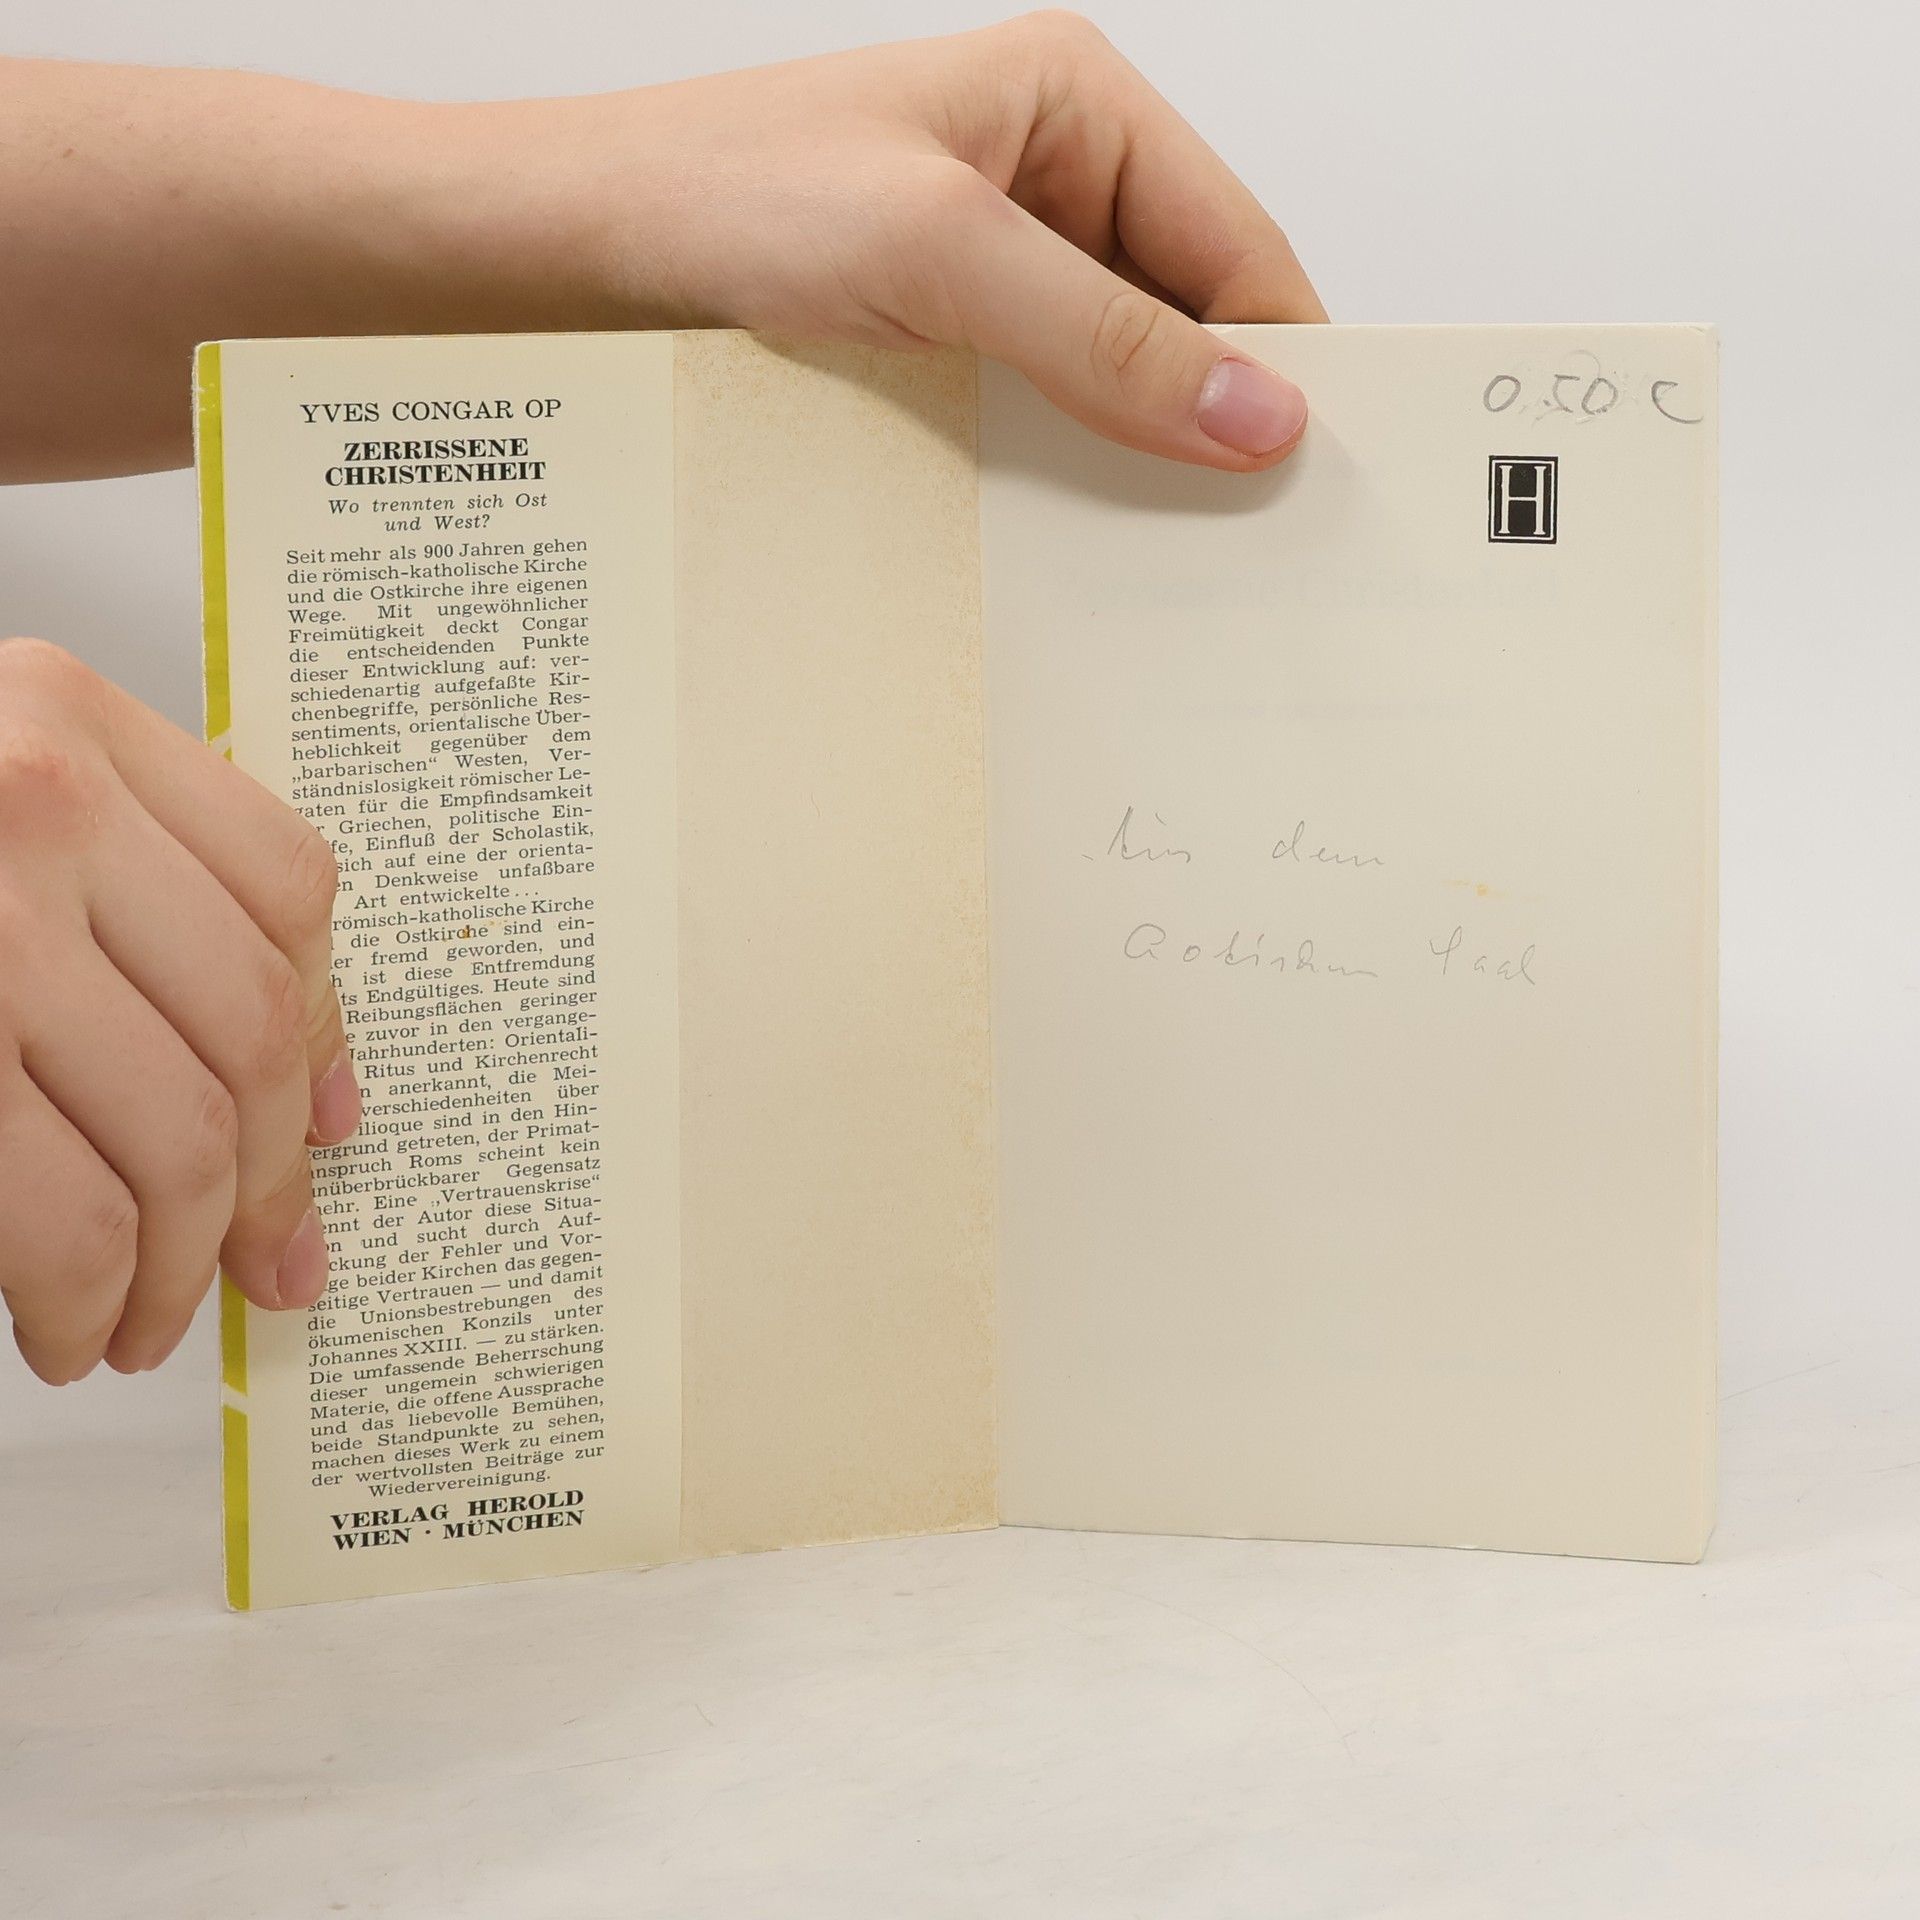 YVES CONGAR OP
ZERRISSENE
CHRISTENHEIT
Wo trennten sich Ost
und West?
Seit mehr als 900 Jahren gehen
die römisch-katholische Kirche
und die Ostkirche ihre eigenen
Wege. Mit ungewöhnlicher
Freimütigkeit deckt Congar
die entscheidenden Punkte
dieser Entwicklung auf: ver-
schiedenartig aufgefaßte Kir-
chenbegriffe, persönliche Res-
sentiments, orientalische Über-
heblichkeit gegenüber dem
„barbarischen“ Westen, Ver-
ständnislosigkeit römischer Le-
gaten für die Empfindsamkeit
Griechen, politische Ein-
Einfluß der Scholastik,
sich auf eine der orienta-
Denkweise unfaßbare
Art entwickelte...
römisch-katholische Kirche
die Ostkirche sind ein-
fremd geworden, und
ist diese Entfremdung
Endgültiges. Heute sind
Reibungsflächen geringer
zuvor in den vergange-
Jahrhunderten: Orientali-
Ritus und Kirchenrecht
anerkannt, die Mei-
verschiedenheiten über
ilioque sind in den Hin-
tergrund getreten, der Primat-
anspruch Roms scheint kein
unüberbrückbarer Gegensatz
mehr. Eine „Vertrauenskrise“
ennt der Autor diese Situa-
on und sucht durch Auf-
ckung der Fehler und Vor-
ge beider Kirchen das gegen-
seitige Vertrauen — und damit
die Unionsbestrebungen des
ökumenischen Konzils unter
Johannes XXIII. — zu stärken.
Die umfassende Beherrschung
dieser ungemein schwierigen
Materie, die offene Aussprache
und das liebevolle Bemühen,
beide Standpunkte zu sehen,
machen dieses Werk zu einem
der wertvollsten Beiträge zur
Wiedervereinigung.
VERLAG HEROLD
WIEN · MÜNCHEN
0.50 €
H
Aus dem
Gotischen Saal